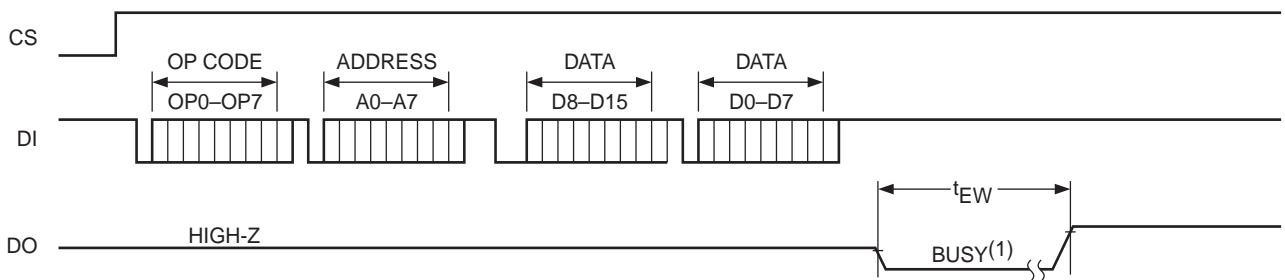 CS
OP CODE ADDRESS DATA DATA
OP0–OP7 A0–A7 D8–D15 D0–D7
DI
tEW
DO HIGH-Z BUSY(1)